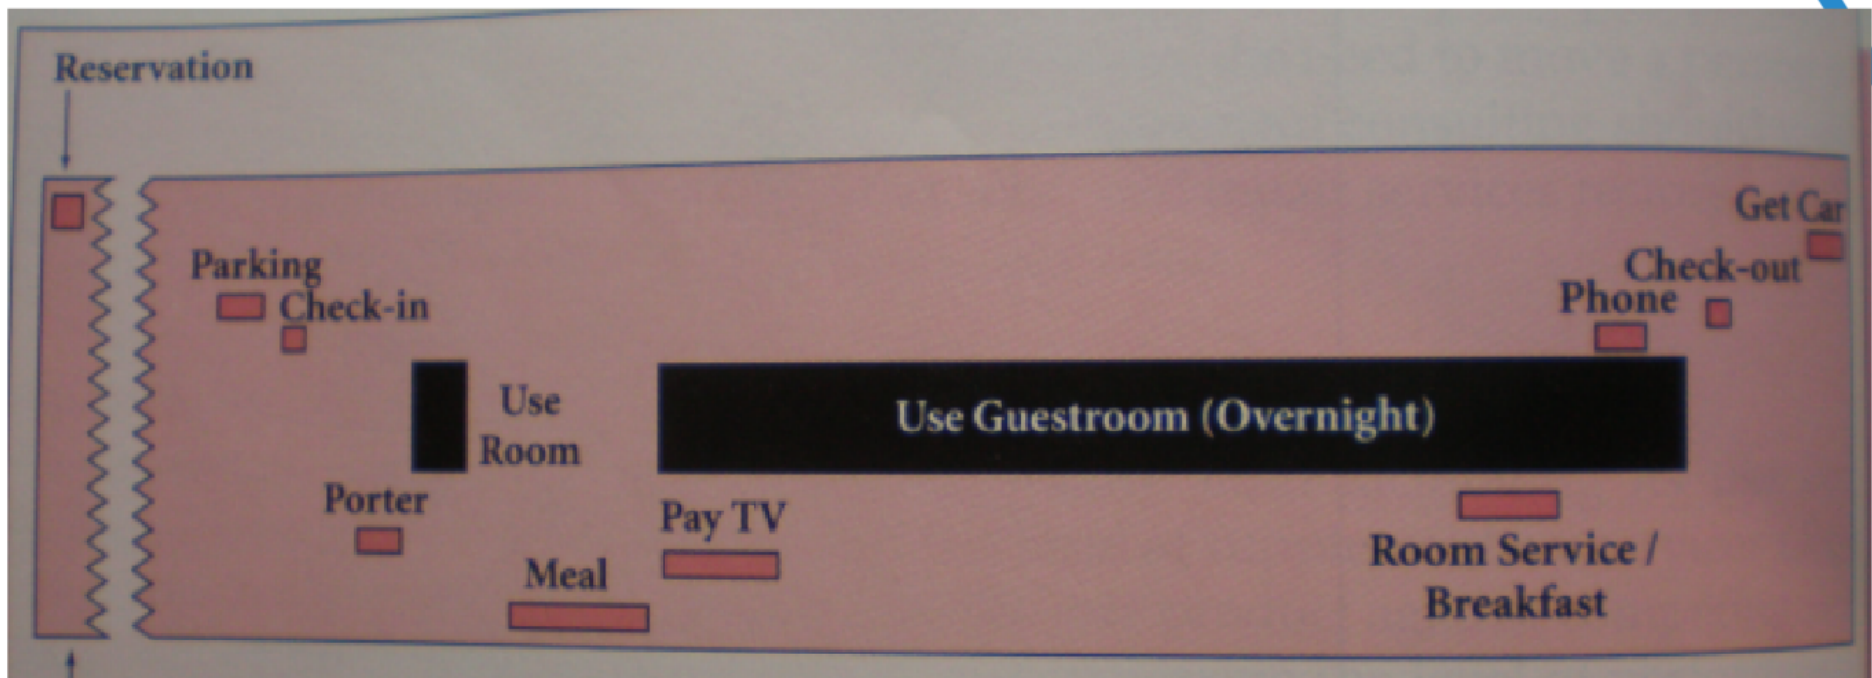 Reservation
Parking
Check-in
Porter
Use
Room
Meal
Pay TV
Use Guestroom (Overnight)
Room Service /
Breakfast
Phone
Check-out
Get Car